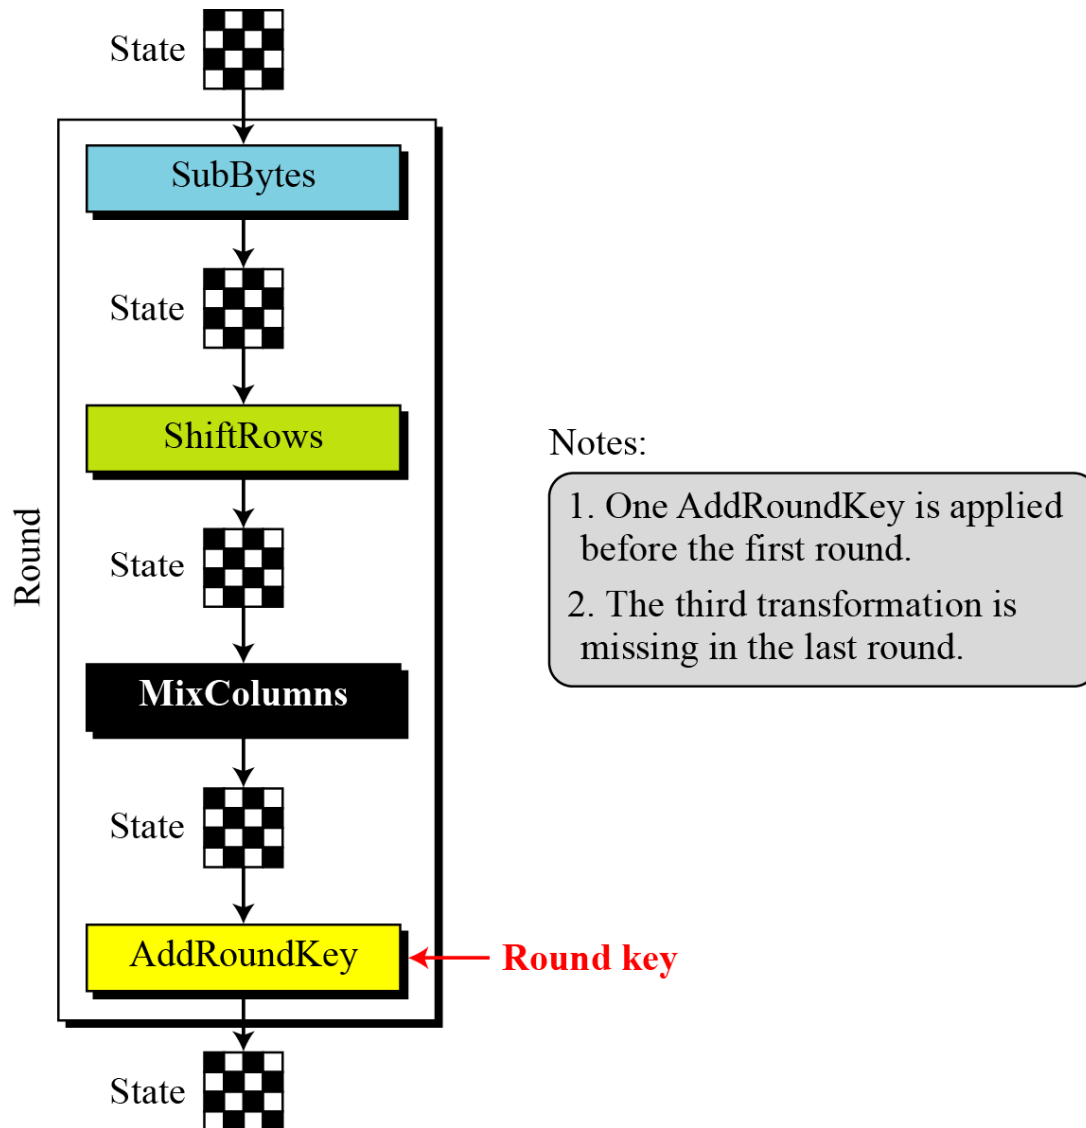 State
SubBytes
State
ShiftRows
State
MixColumns
State
AddRoundKey
Round key
State
Round
Notes:
1. One AddRoundKey is applied
before the first round.
2. The third transformation is
missing in the last round.